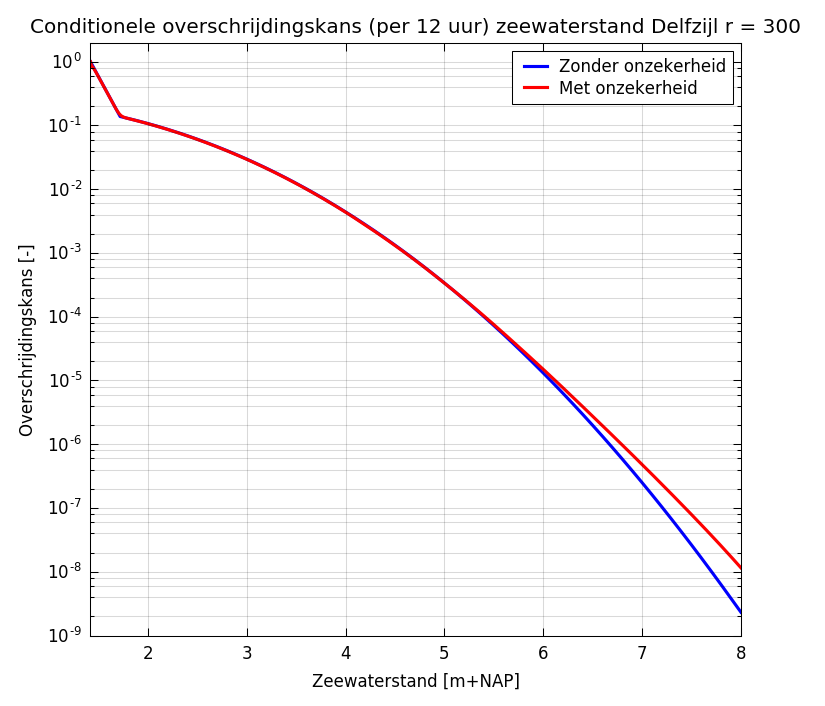 Conditionele overschrijdingskans (per 12 uur) zeewaterstand Delfzijl r = 300
Zonder onzekerheid
Met onzekerheid
Overschrijdingskans [-]
10^0
10^-1
10^-2
10^-3
10^-4
10^-5
10^-6
10^-7
10^-8
10^-9
2 3 4 5 6 7 8
Zeewaterstand [m+NAP]